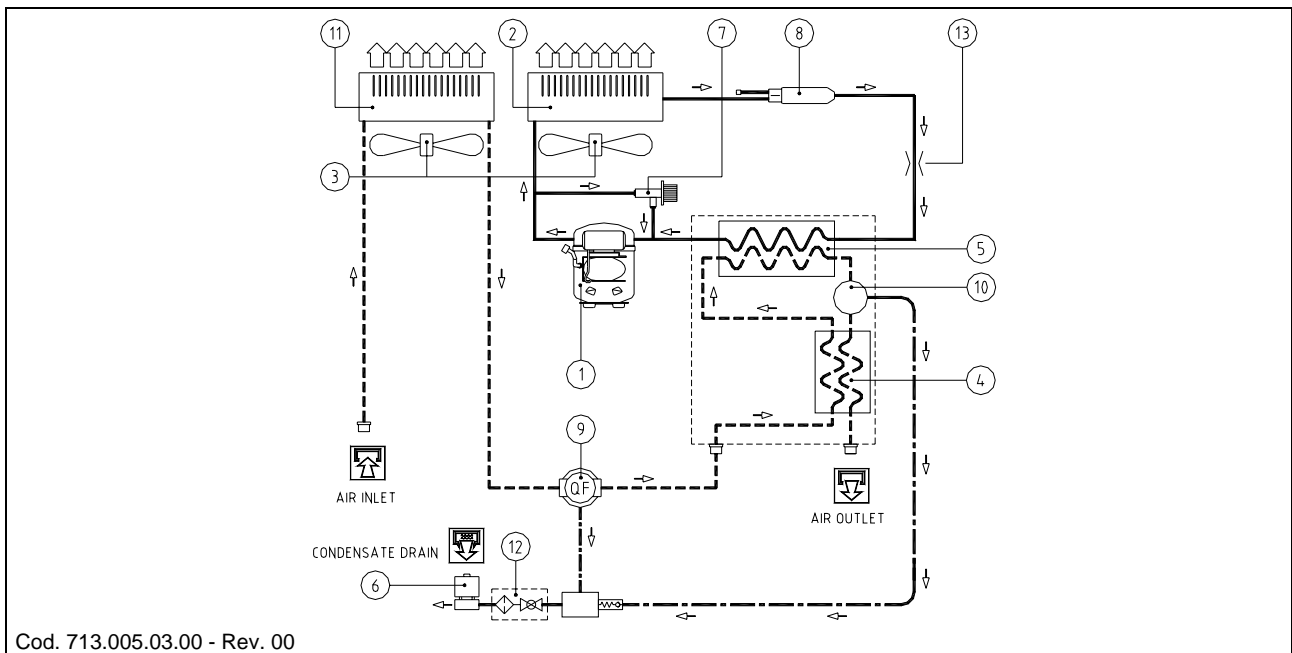 11
2
7
8
13
3
5
10
1
4
9
QF
AIR INLET
AIR OUTLET
CONDENSATE DRAIN
12
6
Cod. 713.005.03.00 - Rev. 00